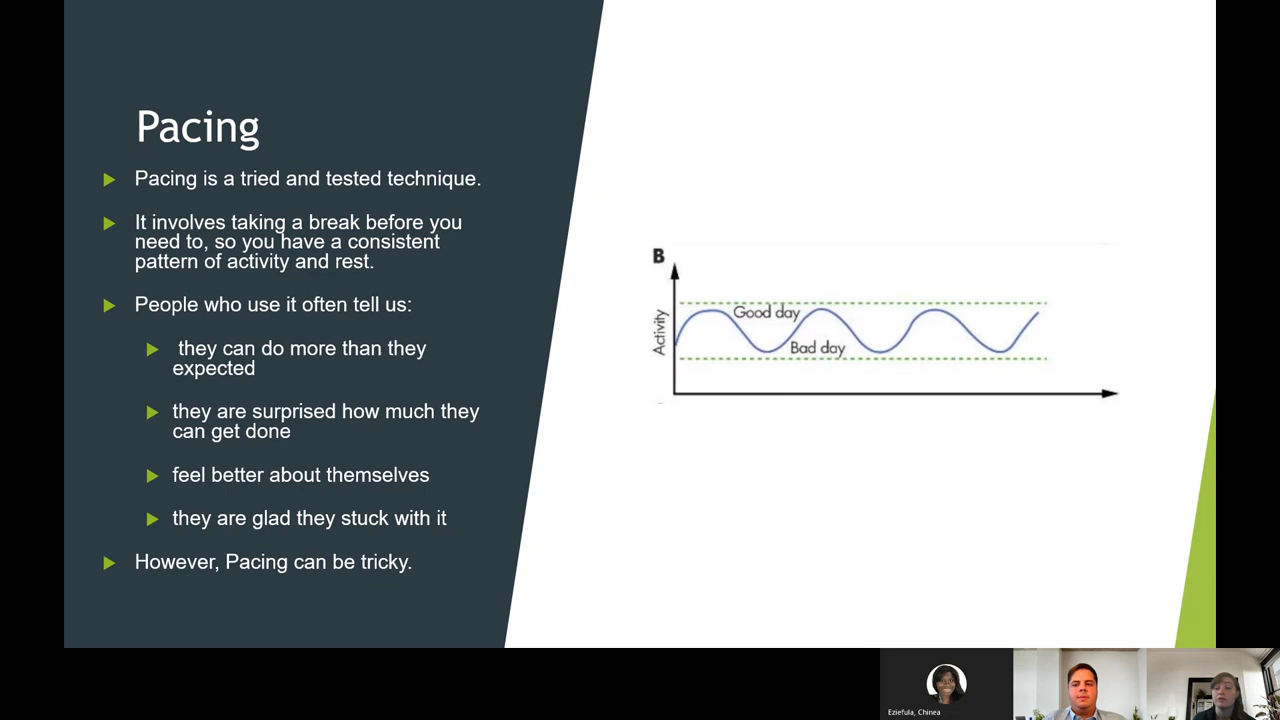 Pacing
Pacing is a tried and tested technique.
It involves taking a break before you
need to, so you have a consistent
pattern of activity and rest.
People who use it often tell us:
they can do more than they
expected
they are surprised how much they
can get done
feel better about themselves
they are glad they stuck with it
However, Pacing can be tricky.
B
Activity
Good day
Bad day
Eziefula, Chinea